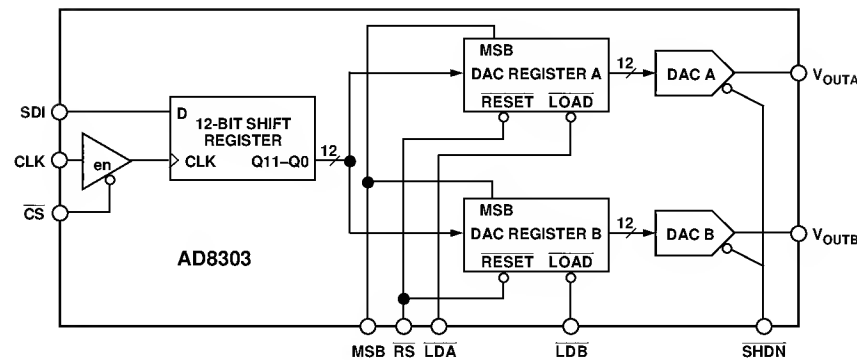 MSB
DAC REGISTER A
RESET LOAD
12
DAC A
VOUTA
SDI
D
12-BIT SHIFT
REGISTER
CLK
en
CLK Q11–Q0
12
CS
MSB
DAC REGISTER B
RESET LOAD
12
DAC B
VOUTB
AD8303
MSB RS LDA LDB SHDN